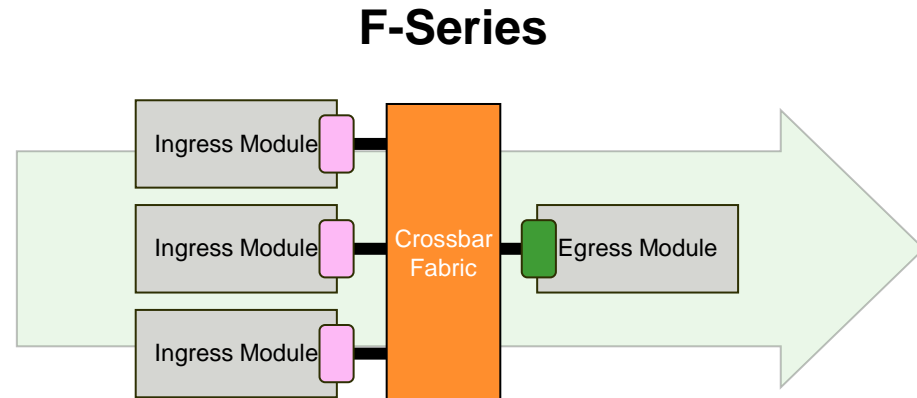 F-Series
Ingress Module
Ingress Module
Crossbar
Fabric
Egress Module
Ingress Module